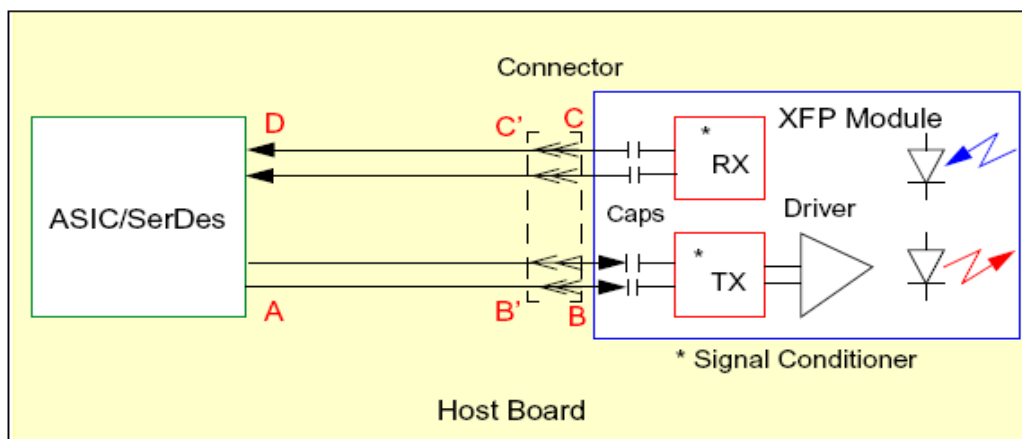 Connector
D
C'
C
XFP Module
*
RX
ASIC/SerDes
Caps
Driver
*
TX
A
B'
B
* Signal Conditioner
Host Board